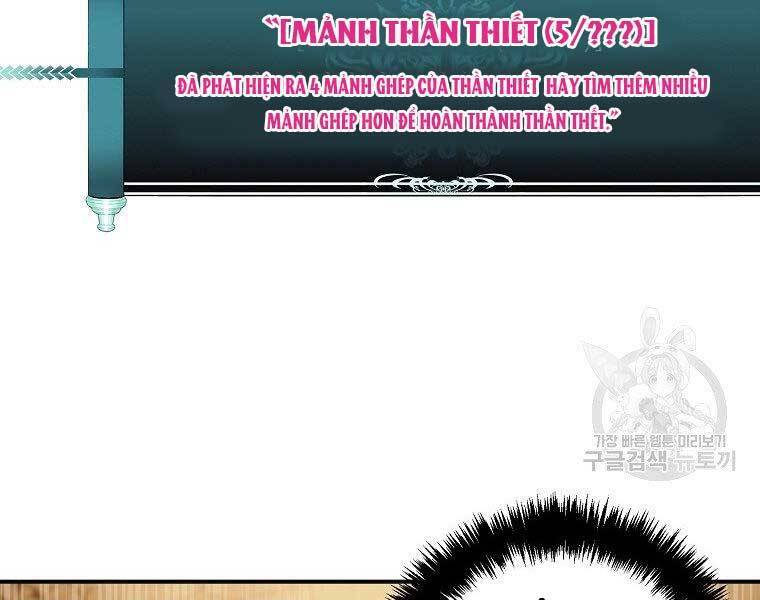 “[MẢNH THẦN THIẾT (5/???)]
ĐÃ PHÁT HIỆN RA 4 MẢNH GHÉP CỦA THẦN THIẾT HÃY TÌM THÊM NHIỀU
MẢNH GHÉP HƠN ĐỂ HOÀN THÀNH THẦN THẾT.”
가장 빠른 웹툰 미리보기
구글검색 뉴토끼